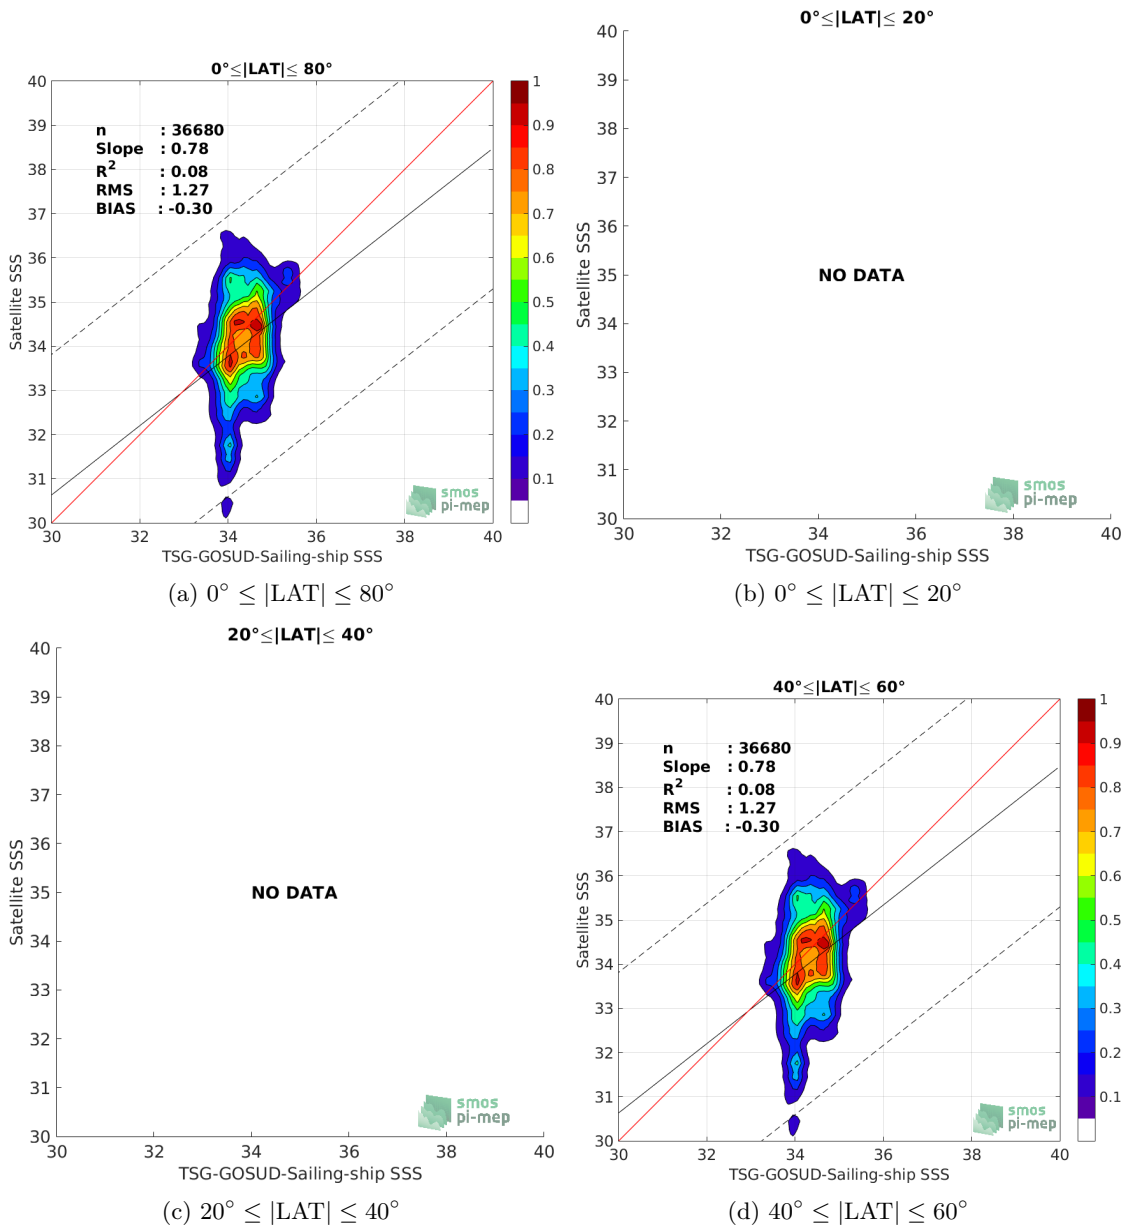 0°≤|LAT|≤ 80°
40
39
38
37
36
35
34
33
32
31
30
Satellite SSS
n : 36680
Slope : 0.78
R² : 0.08
RMS : 1.27
BIAS : -0.30
smos
pi-mep
30 32 34 36 38 40
TSG-GOSUD-Sailing-ship SSS
1
0.9
0.8
0.7
0.6
0.5
0.4
0.3
0.2
0.1
(a) 0° ≤ |LAT| ≤ 80°
0°≤|LAT|≤ 20°
40
39
38
37
36
35
34
33
32
31
30
Satellite SSS
NO DATA
smos
pi-mep
30 32 34 36 38 40
TSG-GOSUD-Sailing-ship SSS
(b) 0° ≤ |LAT| ≤ 20°
20°≤|LAT|≤ 40°
40
39
38
37
36
35
34
33
32
31
30
Satellite SSS
NO DATA
smos
pi-mep
30 32 34 36 38 40
TSG-GOSUD-Sailing-ship SSS
(c) 20° ≤ |LAT| ≤ 40°
40°≤|LAT|≤ 60°
40
39
38
37
36
35
34
33
32
31
30
Satellite SSS
n : 36680
Slope : 0.78
R² : 0.08
RMS : 1.27
BIAS : -0.30
smos
pi-mep
30 32 34 36 38 40
TSG-GOSUD-Sailing-ship SSS
1
0.9
0.8
0.7
0.6
0.5
0.4
0.3
0.2
0.1
(d) 40° ≤ |LAT| ≤ 60°